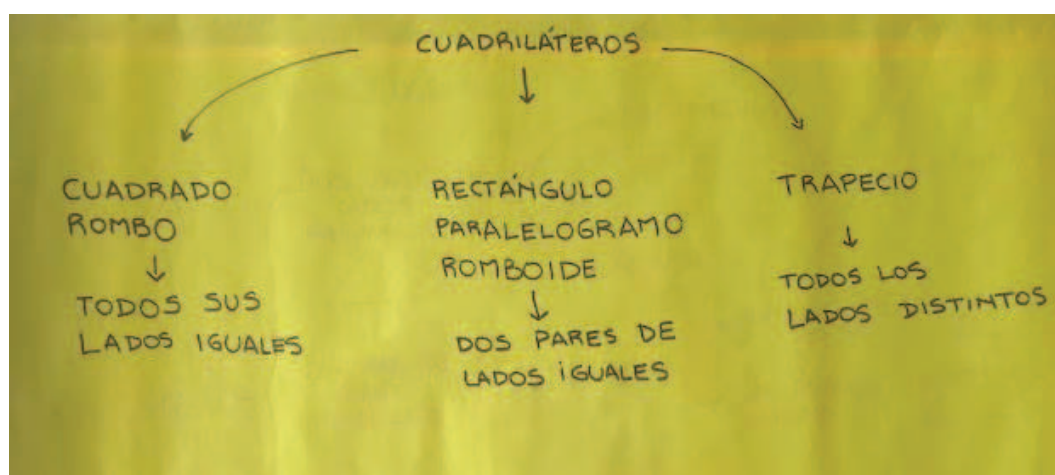 CUADRILÁTEROS
CUADRADO
ROMBO
TODOS SUS
LADOS IGUALES
RECTÁNGULO
PARALELOGRAMO
ROMBOIDE
DOS PARES DE
LADOS IGUALES
TRAPECIO
TODOS LOS
LADOS DISTINTOS